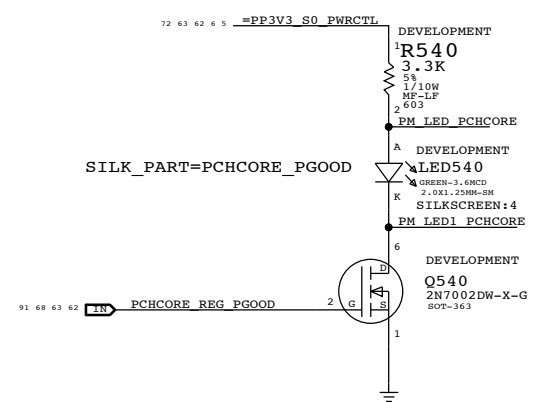 72 63 62 6 5 =PP3V3_S0_PWRCTL
DEVELOPMENT
1
R540
3.3K
5%
1/10W
MF-LF
603
2
PM_LED_PCHCORE
A
DEVELOPMENT
SILK_PART=PCHCORE_PGOOD
LED540
GREEN-3.6MCD
2.0X1.25MM-SM
K
SILKSCREEN:4
PM_LED1_PCHCORE
6
DEVELOPMENT
D
Q540
2N7002DW-X-G
SOT-363
91 68 63 62 IN PCHCORE_REG_PGOOD 2 G S
1